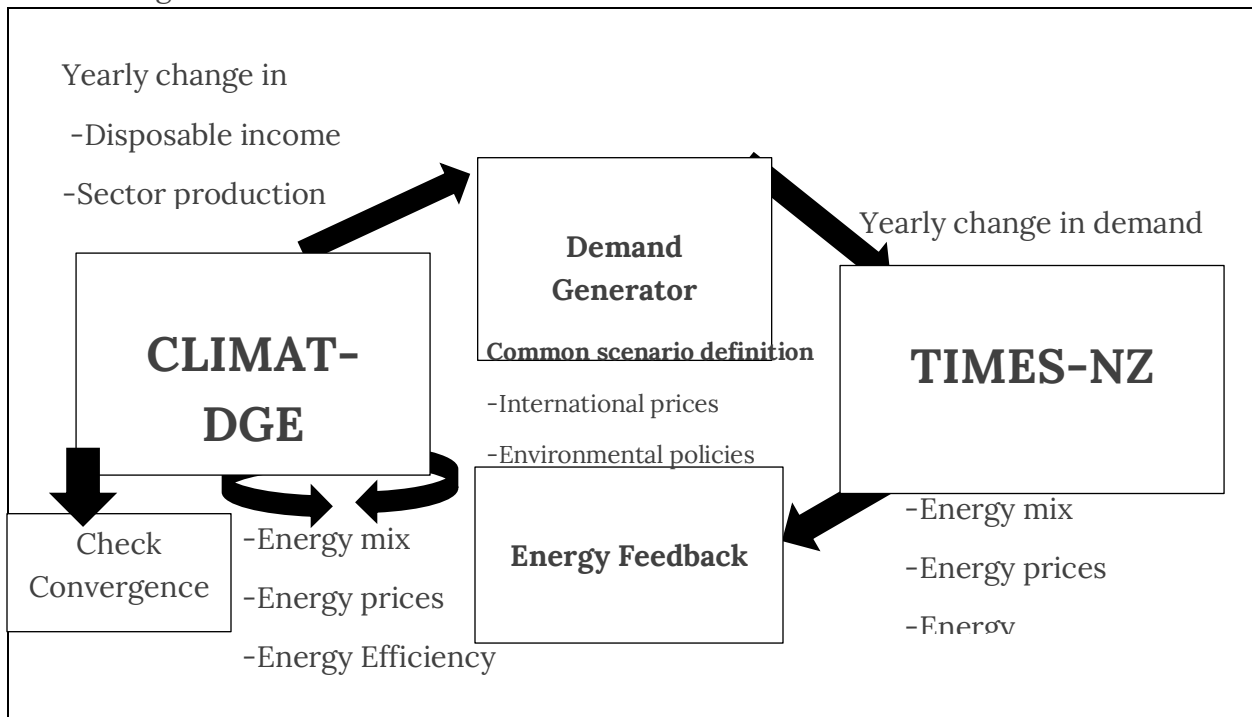 Yearly change in
-Disposable income
-Sector production
Demand
Generator
Yearly change in demand
CLIMAT-
DGE
Common scenario definition
-International prices
-Environmental policies
TIMES-NZ
Check
Convergence
-Energy mix
-Energy prices
-Energy Efficiency
Energy Feedback
-Energy mix
-Energy prices
-Energy